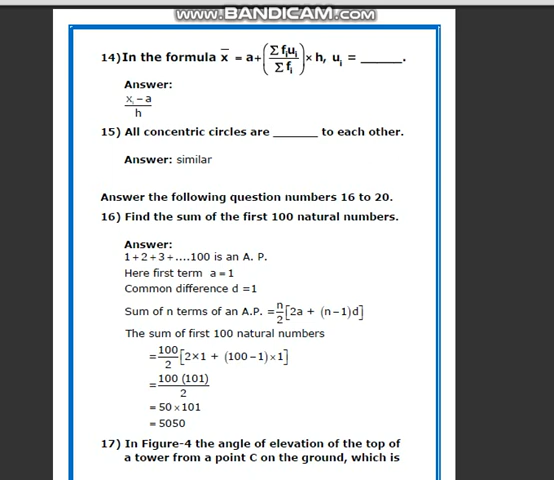 www.BANDICAM.com
14)In the formula x̅ = a+(Σfᵢuᵢ/Σfᵢ)×h, uᵢ = ______.
Answer:
xᵢ – a
h
15) All concentric circles are _______ to each other.
Answer: similar
Answer the following question numbers 16 to 20.
16) Find the sum of the first 100 natural numbers.
Answer:
1+2+3+....100 is an A. P.
Here first term a =1
Common difference d =1
Sum of n terms of an A.P. =n/2[2a + (n–1)d]
The sum of first 100 natural numbers
=100/2[2×1 + (100–1)×1]
=100 (101)/2
= 50×101
= 5050
17) In Figure-4 the angle of elevation of the top of
a tower from a point C on the ground, which is